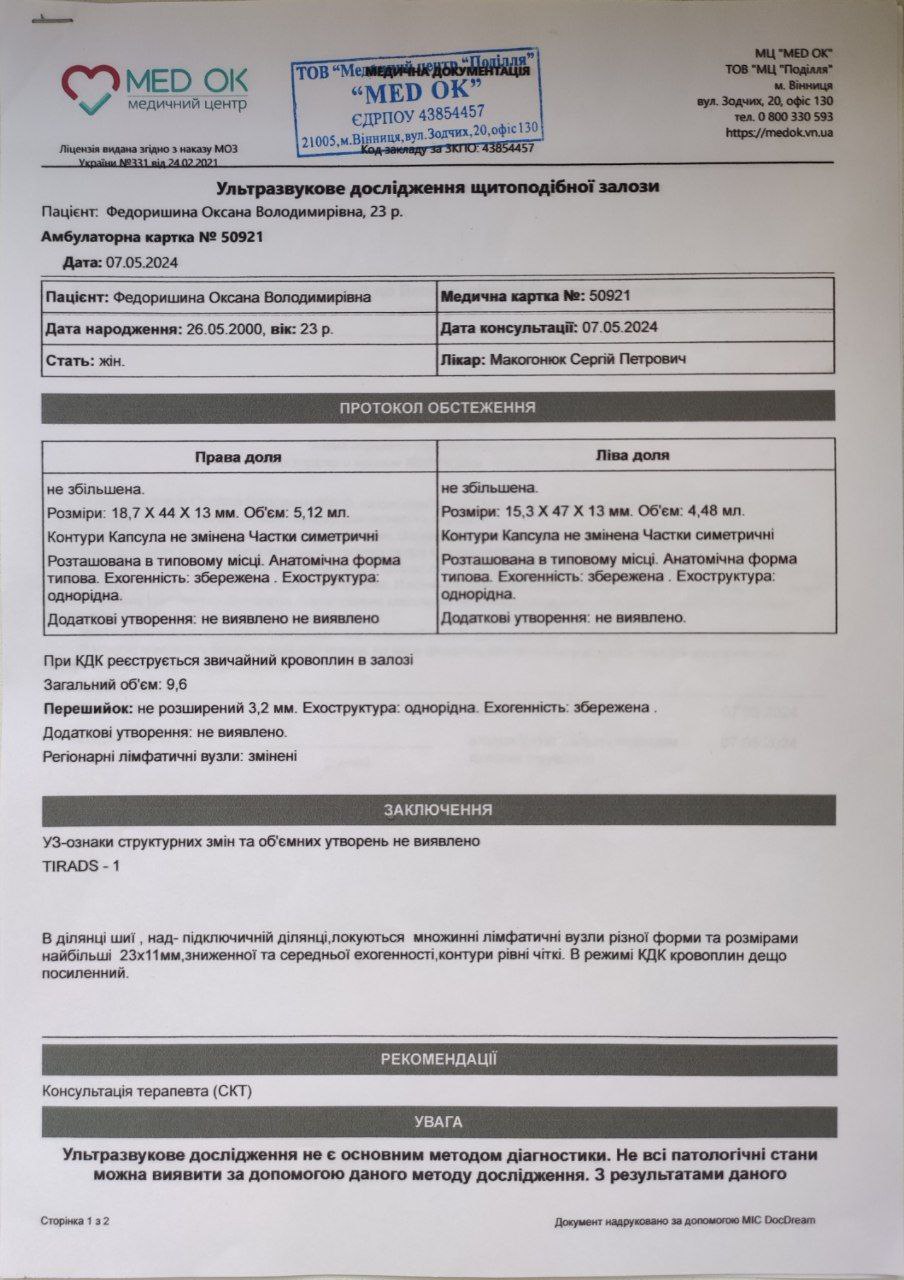 MED OK
медичний центр
Ліцензія видана згідно з наказу МОЗ
України №331 від 24.02.2021
МЕДИЧНА ДОКУМЕНТАЦІЯ
ТОВ "Медичний центр "Поділля"
"MED OK"
ЄДРПОУ 43854457
21005,м.Вінниця,вул.Зодчих,20,офіс130
Код закладу за ЗКПО: 43854457
МЦ "MED OK"
ТОВ "МЦ "Поділля"
м. Вінниця
вул. Зодчих, 20, офіс 130
тел. 0 800 330 593
https://medok.vn.ua
Ультразвукове дослідження щитоподібної залози
Пацієнт: Федоришина Оксана Володимирівна, 23 р.
Амбулаторна картка № 50921
Дата: 07.05.2024
Пацієнт: Федоришина Оксана Володимирівна
Медична картка №: 50921
Дата народження: 26.05.2000, вік: 23 р.
Дата консультації: 07.05.2024
Стать: жін.
Лікар: Макогонюк Сергій Петрович
ПРОТОКОЛ ОБСТЕЖЕННЯ
Права доля
не збільшена.
Розміри: 18,7 X 44 X 13 мм. Об'єм: 5,12 мл.
Контури Капсула не змінена Частки симетричні
Розташована в типовому місці. Анатомічна форма
типова. Ехогенність: збережена . Ехоструктура:
однорідна.
Додаткові утворення: не виявлено не виявлено
Ліва доля
не збільшена.
Розміри: 15,3 X 47 X 13 мм. Об'єм: 4,48 мл.
Контури Капсула не змінена Частки симетричні
Розташована в типовому місці. Анатомічна форма
типова. Ехогенність: збережена . Ехоструктура:
однорідна.
Додаткові утворення: не виявлено.
При КДК реєструється звичайний кровоплин в залозі
Загальний об'єм: 9,6
Перешийок: не розширений 3,2 мм. Ехоструктура: однорідна. Ехогенність: збережена .
Додаткові утворення: не виявлено.
Регіонарні лімфатичні вузли: змінені
ЗАКЛЮЧЕННЯ
УЗ-ознаки структурних змін та об'ємних утворень не виявлено
TIRADS - 1
В ділянці шиї , над- підключичній ділянці,локуються множинні лімфатичні вузли різної форми та розмірами
найбільші 23х11мм,зниженної та середньої ехогенності,контури рівні чіткі. В режимі КДК кровоплин дещо
посиленний.
РЕКОМЕНДАЦІЇ
Консультація терапевта (СКТ)
УВАГА
Ультразвукове дослідження не є основним методом діагностики. Не всі патологічні стани
можна виявити за допомогою даного методу дослідження. З результатами даного
Сторінка 1 з 2
Документ надруковано за допомогою МІС DocDream